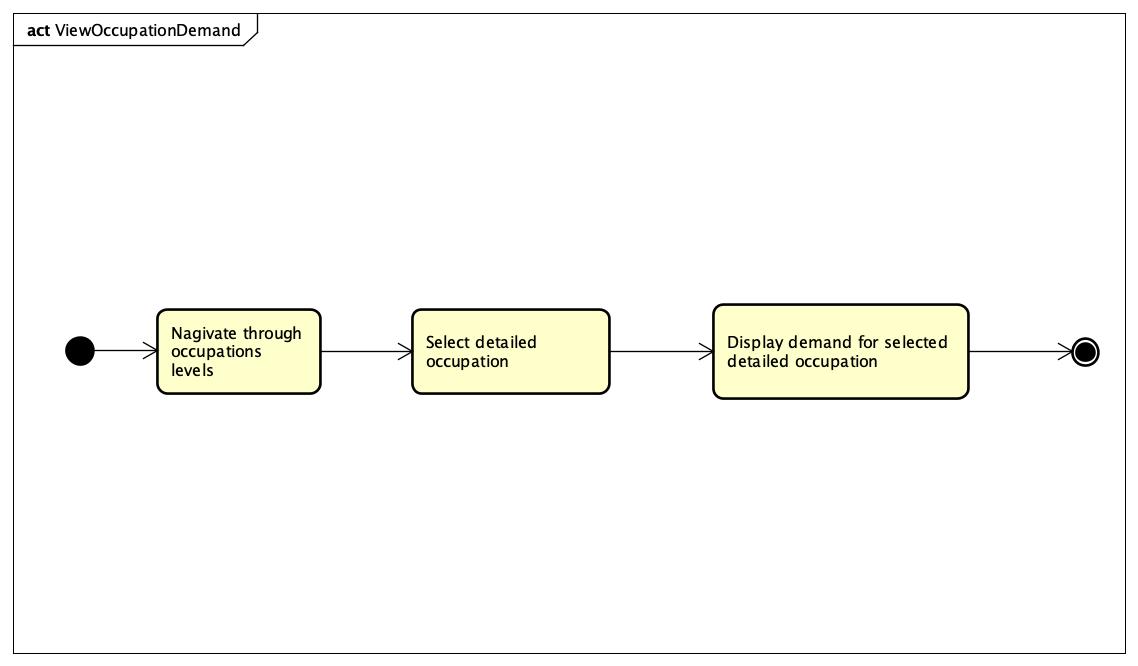 act ViewOccupationDemand
Nagivate through
occupations
levels
Select detailed
occupation
Display demand for selected
detailed occupation